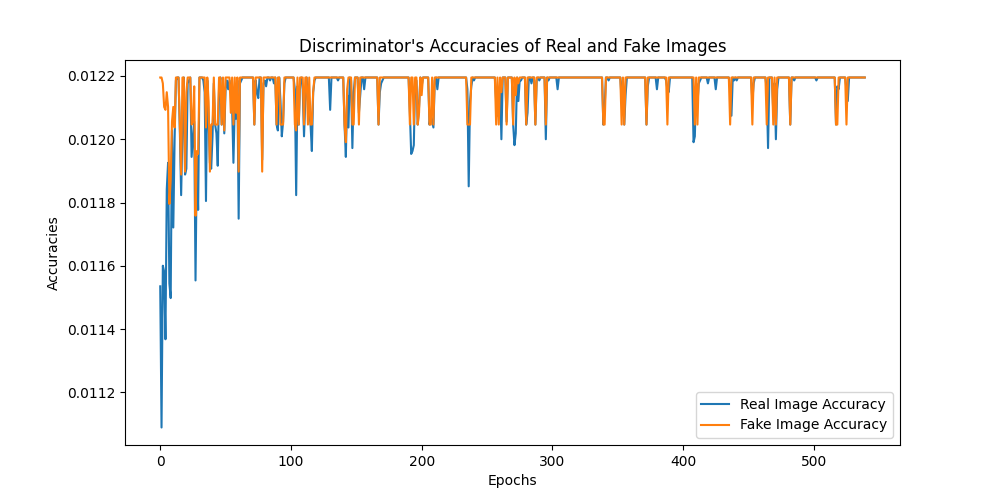 Discriminator's Accuracies of Real and Fake Images
0.0122
0.0120
0.0118
0.0116
0.0114
0.0112
Accuracies
0
100
200
300
400
500
Epochs
Real Image Accuracy
Fake Image Accuracy